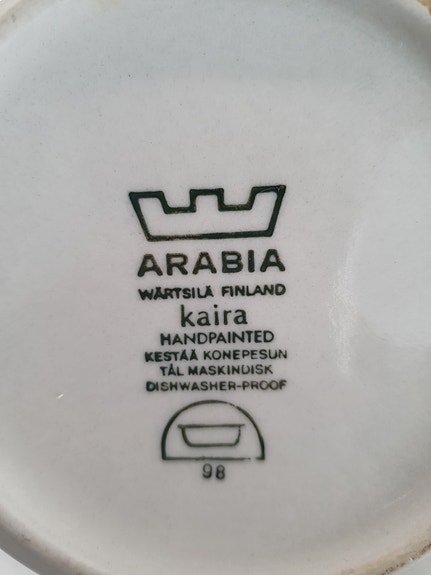 ARABIA
WÄRTSILÄ FINLAND
kaira
HANDPAINTED
KESTÄÄ KONEPESUN
TÅL MASKINDISK
DISHWASHER-PROOF
98